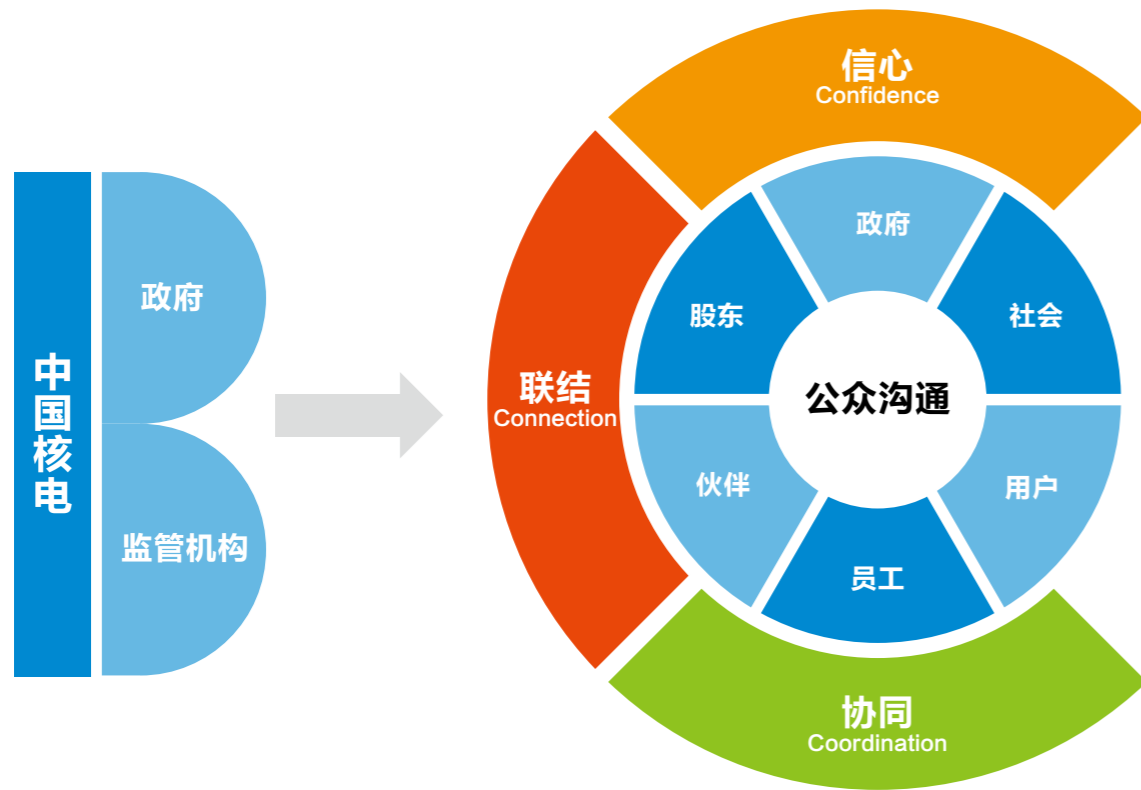 中国核电
政府
监管机构
信心
Confidence
联结
Connection
协同
Coordination
政府
社会
用户
员工
伙伴
股东
公众沟通